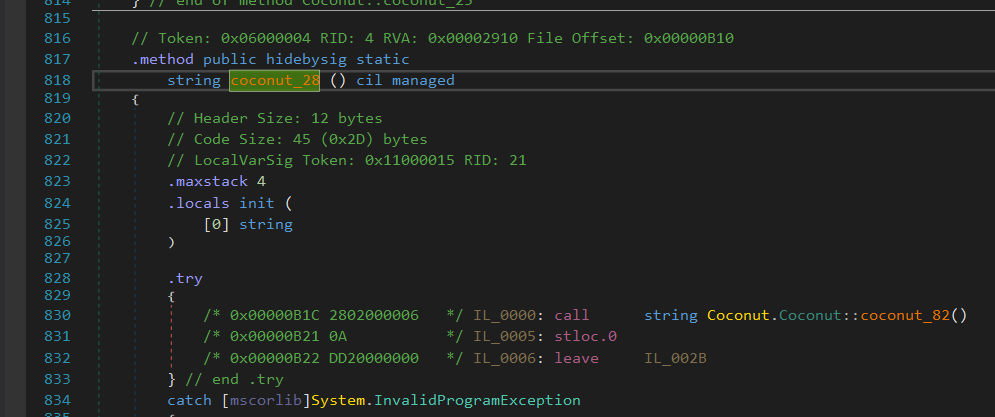 814 } // end of method Coconut::coconut_25
815
816 // Token: 0x06000004 RID: 4 RVA: 0x00002910 File Offset: 0x00000B10
817 .method public hidebysig static
818 string coconut_28 () cil managed
819 {
820 // Header Size: 12 bytes
821 // Code Size: 45 (0x2D) bytes
822 // LocalVarSig Token: 0x11000015 RID: 21
823 .maxstack 4
824 .locals init (
825 [0] string
826 )
827
828 .try
829 {
830 /* 0x00000B1C 2802000006 */ IL_0000: call string Coconut.Coconut::coconut_82()
831 /* 0x00000B21 0A */ IL_0005: stloc.0
832 /* 0x00000B22 DD20000000 */ IL_0006: leave IL_002B
833 } // end .try
834 catch [mscorlib]System.InvalidProgramException
835 {